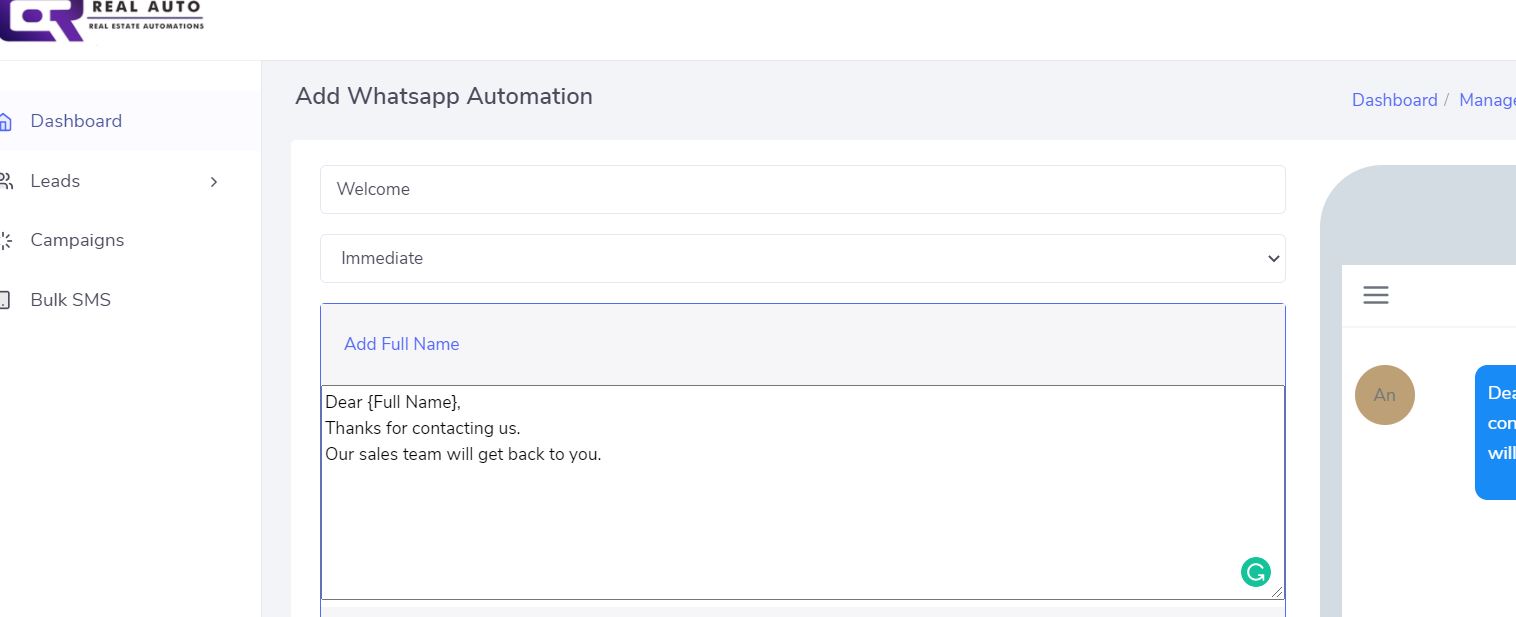 REAL AUTO
REAL ESTATE AUTOMATIONS
Add Whatsapp Automation
Dashboard / Manage
Dashboard
Leads
Campaigns
Bulk SMS
Welcome
Immediate
Add Full Name
Dear {Full Name},
Thanks for contacting us.
Our sales team will get back to you.
An
Dea
con
will